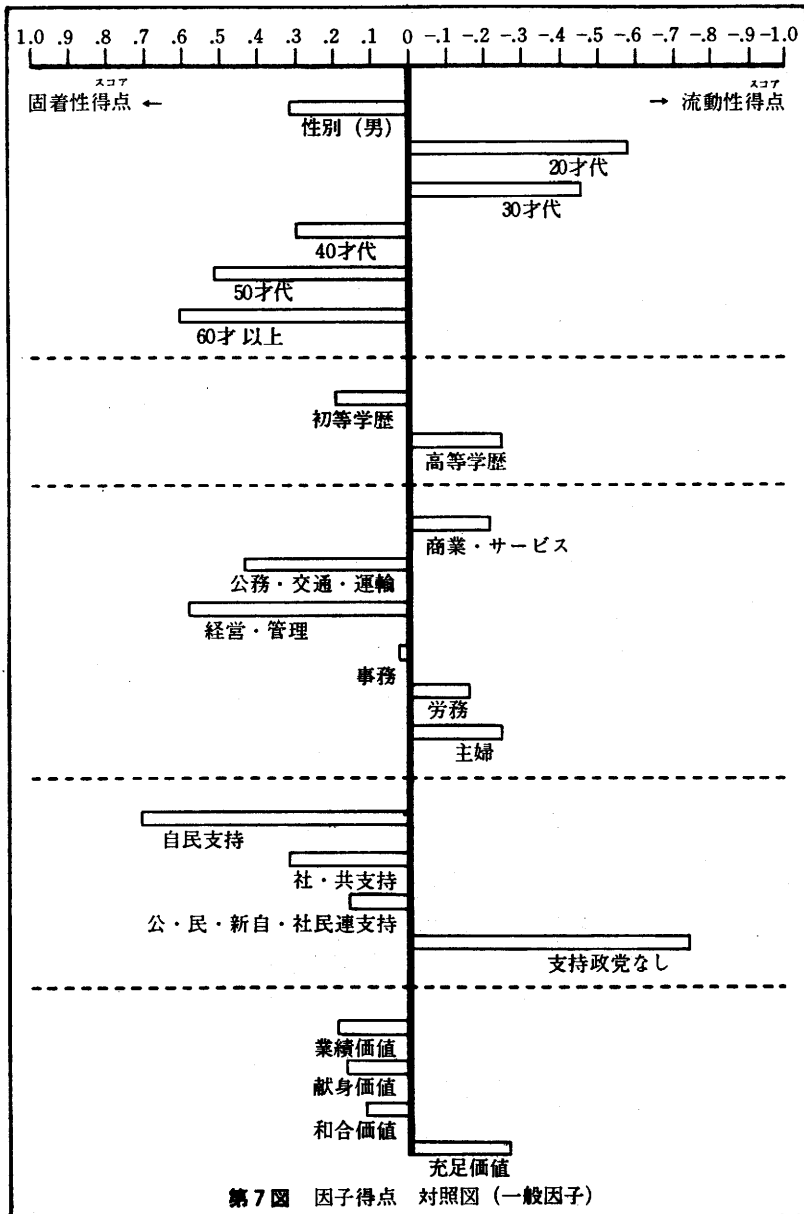 1.0 .9 .8 .7 .6 .5 .4 .3 .2 .1 0 -.1 -.2 -.3 -.4 -.5 -.6 -.7 -.8 -.9 -1.0
スコア スコア
固着性得点 ← → 流動性得点
性別（男）
20才代
30才代
40才代
50才代
60才以上
初等学歴
高等学歴
商業・サービス
公務・交通・運輸
経営・管理
事務
労務
主婦
自民支持
社・共支持
公・民・新自・社民連支持
支持政党なし
業績価値
献身価値
和合価値
充足価値
第7図 因子得点 対照図（一般因子）